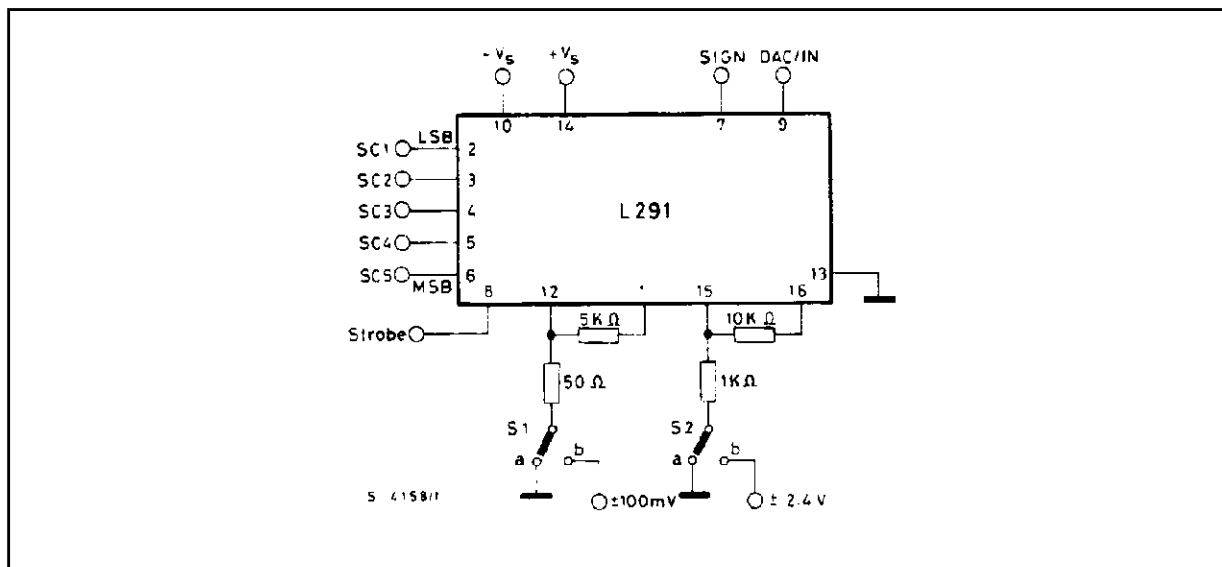 - Vs +Vs SIGN DAC/IN
10 14 7 9
SC1 LSB 2
SC2 3
SC3 4
L291
SC4 5
SC5 MSB 6
13
8 12 15 16
5KΩ 10KΩ
Strobe
50Ω 1KΩ
S1 S2
a b a b
±100mV ± 2.4V